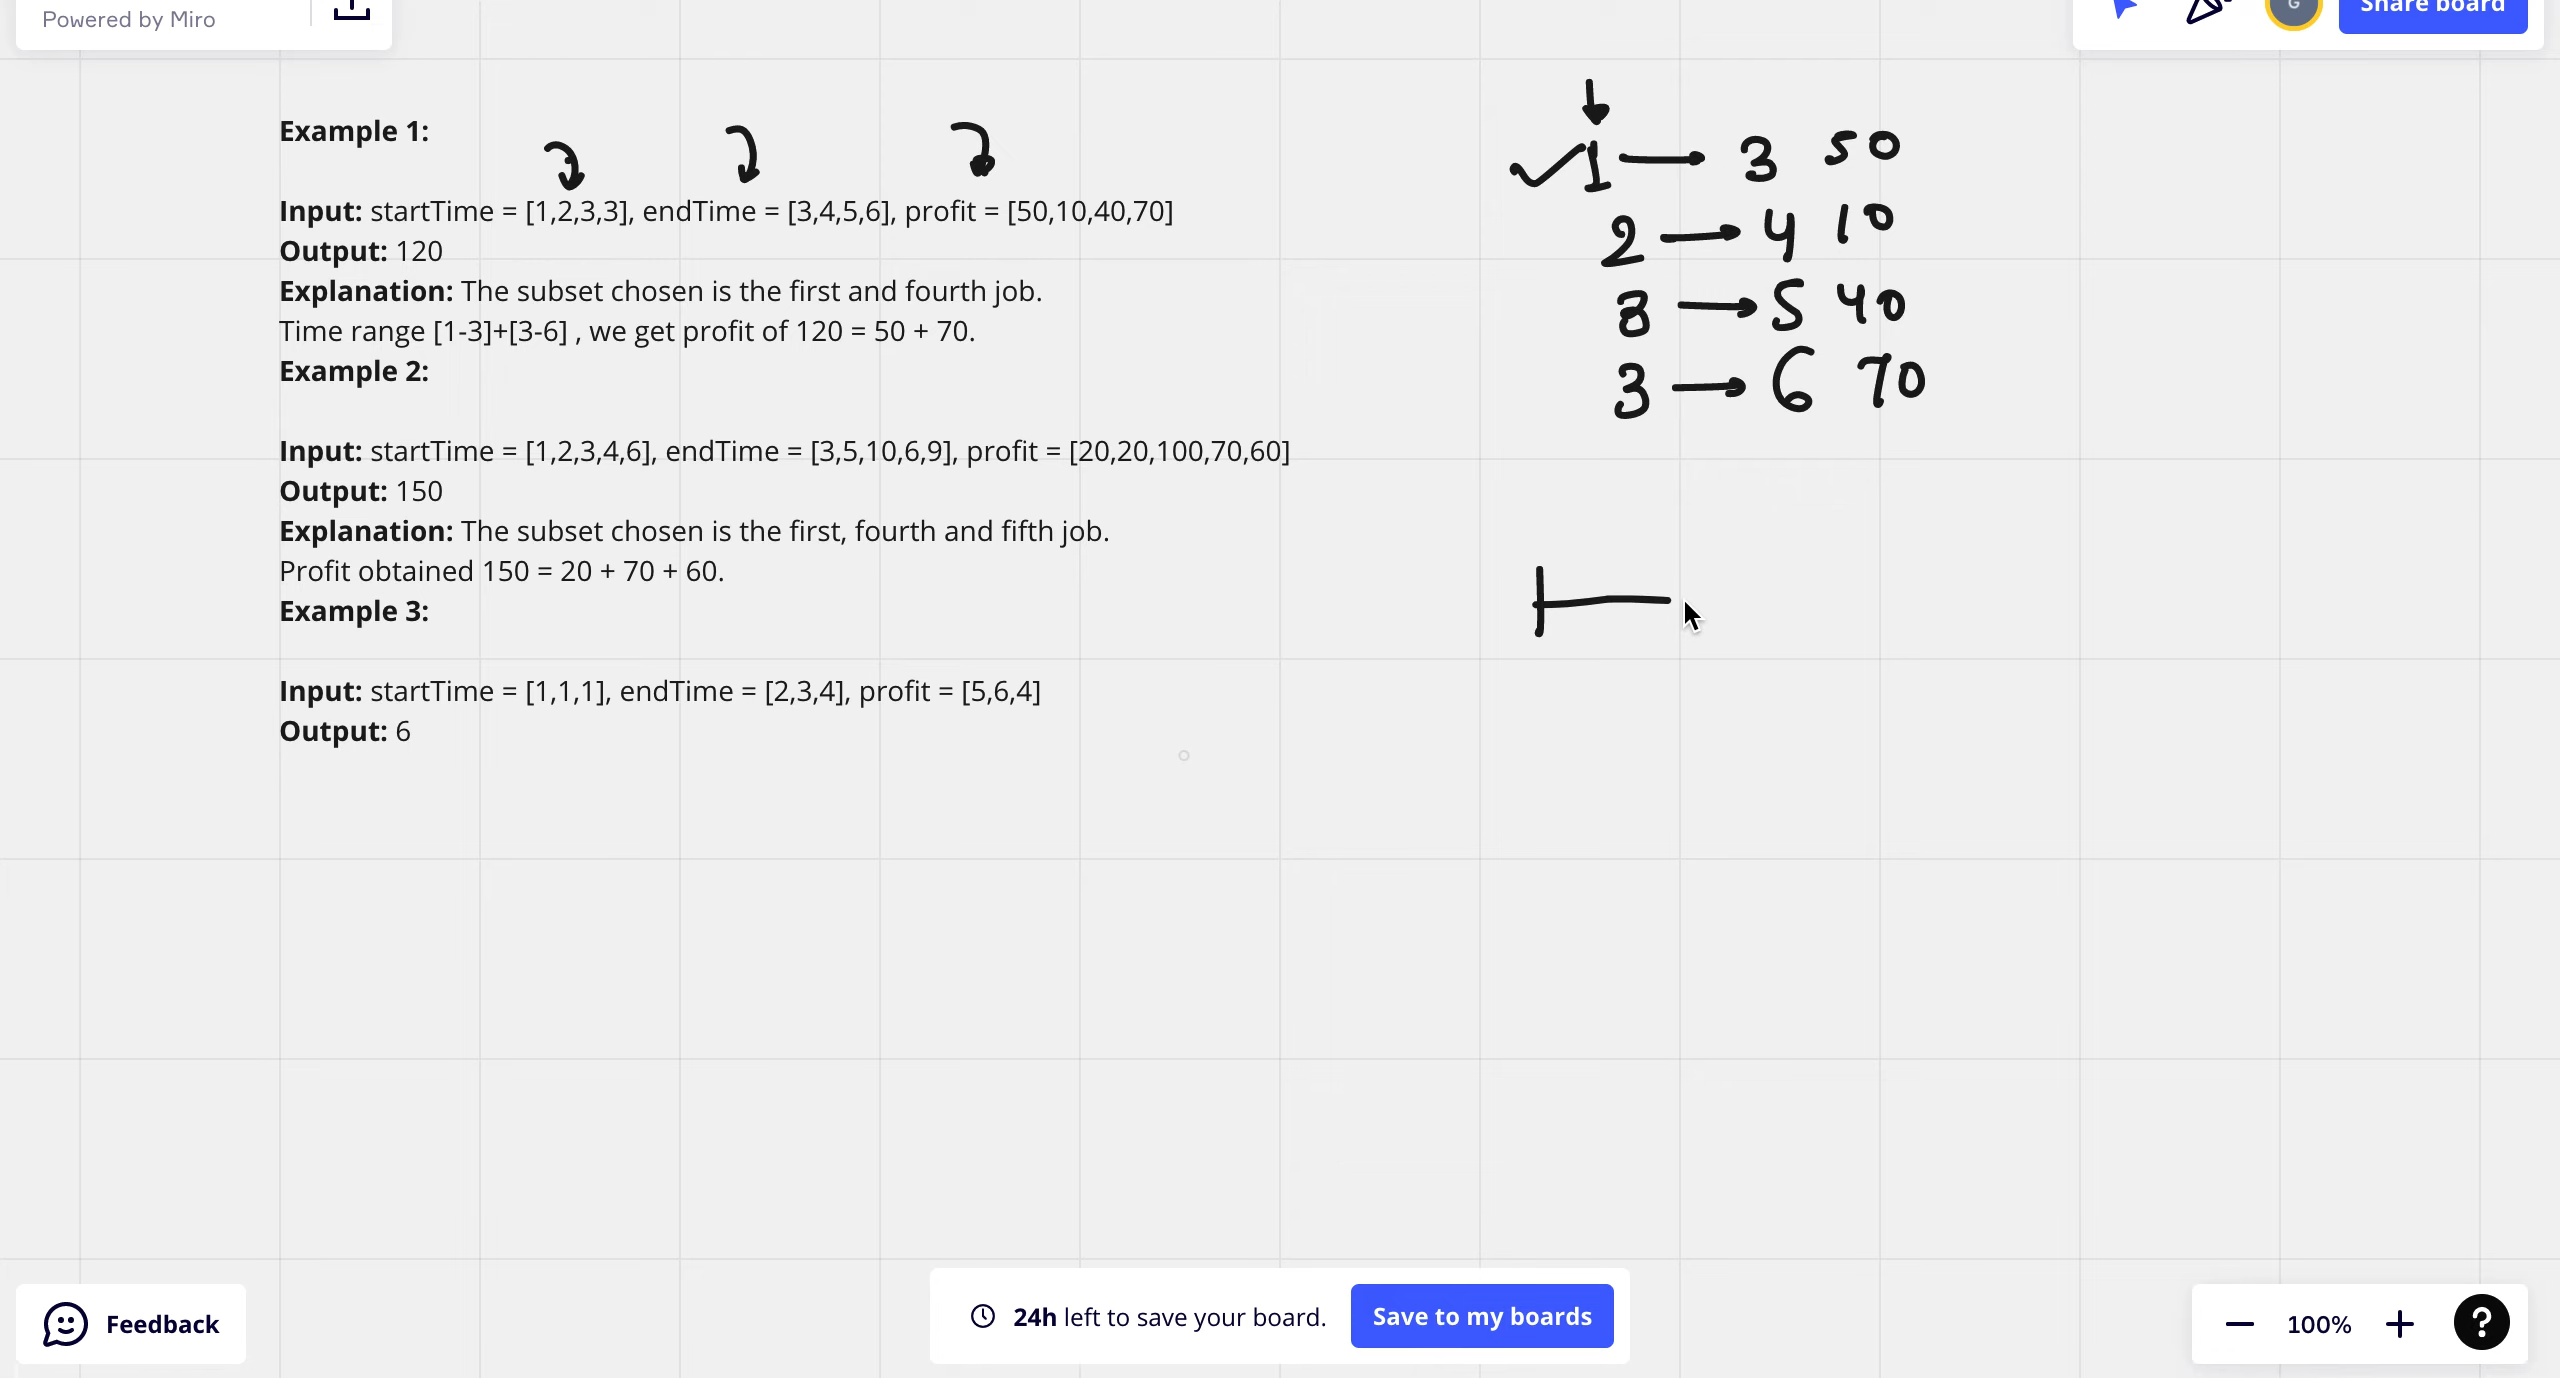 Powered by Miro
G
Share board
Example 1:
Input: startTime = [1,2,3,3], endTime = [3,4,5,6], profit = [50,10,40,70]
Output: 120
Explanation: The subset chosen is the first and fourth job.
Time range [1-3]+[3-6] , we get profit of 120 = 50 + 70.
Example 2:
Input: startTime = [1,2,3,4,6], endTime = [3,5,10,6,9], profit = [20,20,100,70,60]
Output: 150
Explanation: The subset chosen is the first, fourth and fifth job.
Profit obtained 150 = 20 + 70 + 60.
Example 3:
Input: startTime = [1,1,1], endTime = [2,3,4], profit = [5,6,4]
Output: 6
1 → 3 50
2 → 4 10
3 → 5 40
3 → 6 70
Feedback
24h left to save your board.
Save to my boards
100%
?